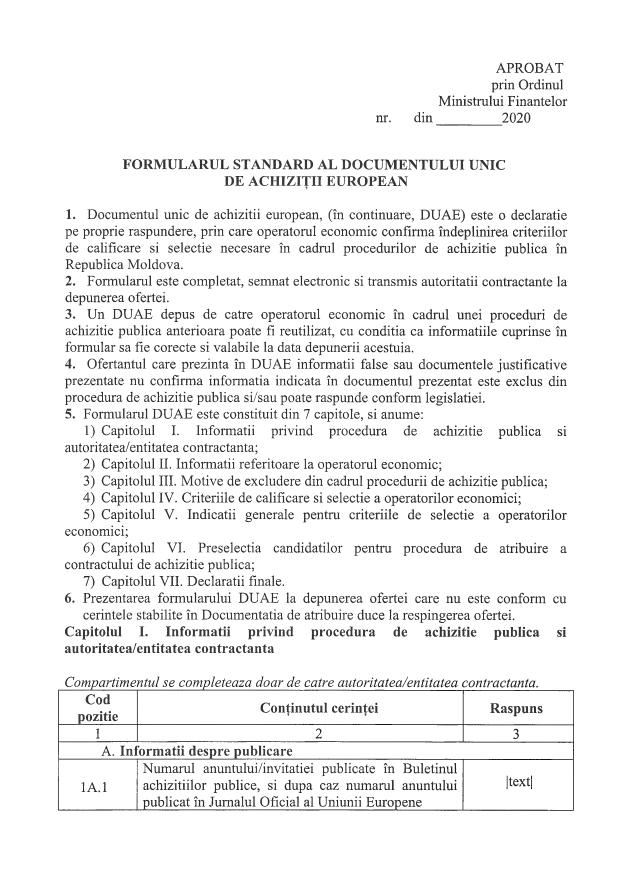 APROBAT
prin Ordinul
Ministrului Finantelor
nr. din __________2020
FORMULARUL STANDARD AL DOCUMENTULUI UNIC
DE ACHIZIȚII EUROPEAN
1. Documentul unic de achizitii european, (în continuare, DUAE) este o declaratie
pe proprie raspundere, prin care operatorul economic confirma îndeplinirea criteriilor
de calificare si selectie necesare în cadrul procedurilor de achizitie publica în
Republica Moldova.
2. Formularul este completat, semnat electronic si transmis autoritatii contractante la
depunerea ofertei.
3. Un DUAE depus de catre operatorul economic în cadrul unei proceduri de
achizitie publica anterioara poate fi reutilizat, cu conditia ca informatiile cuprinse în
formular sa fie corecte si valabile la data depunerii acestuia.
4. Ofertantul care prezinta în DUAE informatii false sau documentele justificative
prezentate nu confirma informatia indicata în documentul prezentat este exclus din
procedura de achizitie publica si/sau poate raspunde conform legislatiei.
5. Formularul DUAE este constituit din 7 capitole, si anume:
1) Capitolul I. Informatii privind procedura de achizitie publica si
autoritatea/entitatea contractanta;
2) Capitolul II. Informatii referitoare la operatorul economic;
3) Capitolul III. Motive de excludere din cadrul procedurii de achizitie publica;
4) Capitolul IV. Criteriile de calificare si selectie a operatorilor economici;
5) Capitolul V. Indicatii generale pentru criteriile de selectie a operatorilor
economici;
6) Capitolul VI. Preselectia candidatilor pentru procedura de atribuire a
contractului de achizitie publica;
7) Capitolul VII. Declaratii finale.
6. Prezentarea formularului DUAE la depunerea ofertei care nu este conform cu
cerintele stabilite în Documentatia de atribuire duce la respingerea ofertei.
Capitolul I. Informatii privind procedura de achizitie publica si
autoritatea/entitatea contractanta
Compartimentul se completeaza doar de catre autoritatea/entitatea contractanta.
Cod
pozitie
Conținutul cerinței
Raspuns
1 2 3
A. Informatii despre publicare
1A.1
Numarul anuntului/invitatiei publicate în Buletinul
achizitiilor publice, si dupa caz numarul anuntului
publicat în Jurnalul Oficial al Uniunii Europene
|text|